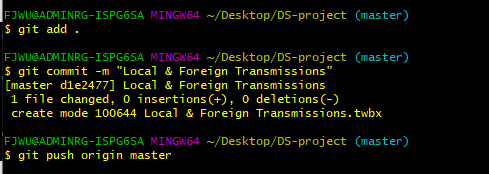 FJWU@ADMINRG-ISPG6SA MINGW64 ~/Desktop/DS-project (master)
$ git add .
FJWU@ADMINRG-ISPG6SA MINGW64 ~/Desktop/DS-project (master)
$ git commit -m "Local & Foreign Transmissions"
[master d1e2477] Local & Foreign Transmissions
1 file changed, 0 insertions(+), 0 deletions(-)
create mode 100644 Local & Foreign Transmissions.twbx
FJWU@ADMINRG-ISPG6SA MINGW64 ~/Desktop/DS-project (master)
$ git push origin master